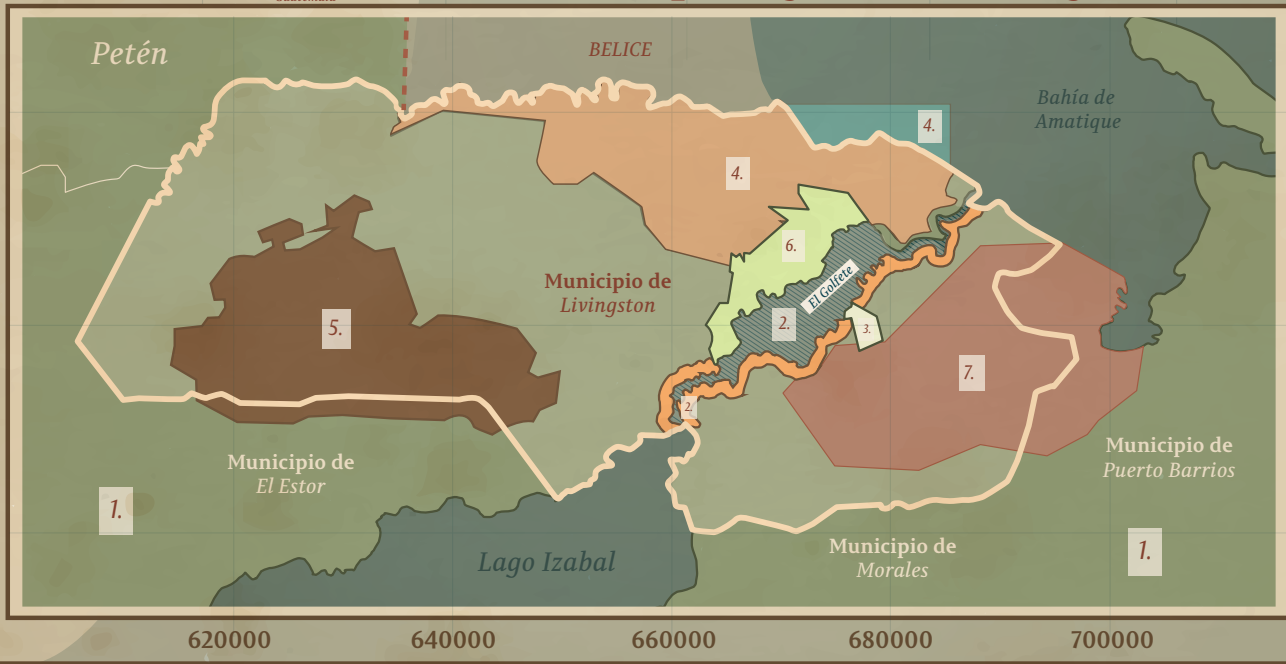 Petén
BELICE
Bahía de
Amatique
4.
4.
6.
Municipio de
Livingston
El Golfete
5.
2.
3.
7.
2.
Municipio de
El Estor
Municipio de
Puerto Barrios
1.
Lago Izabal
Municipio de
Morales
1.
620000
640000
660000
680000
700000